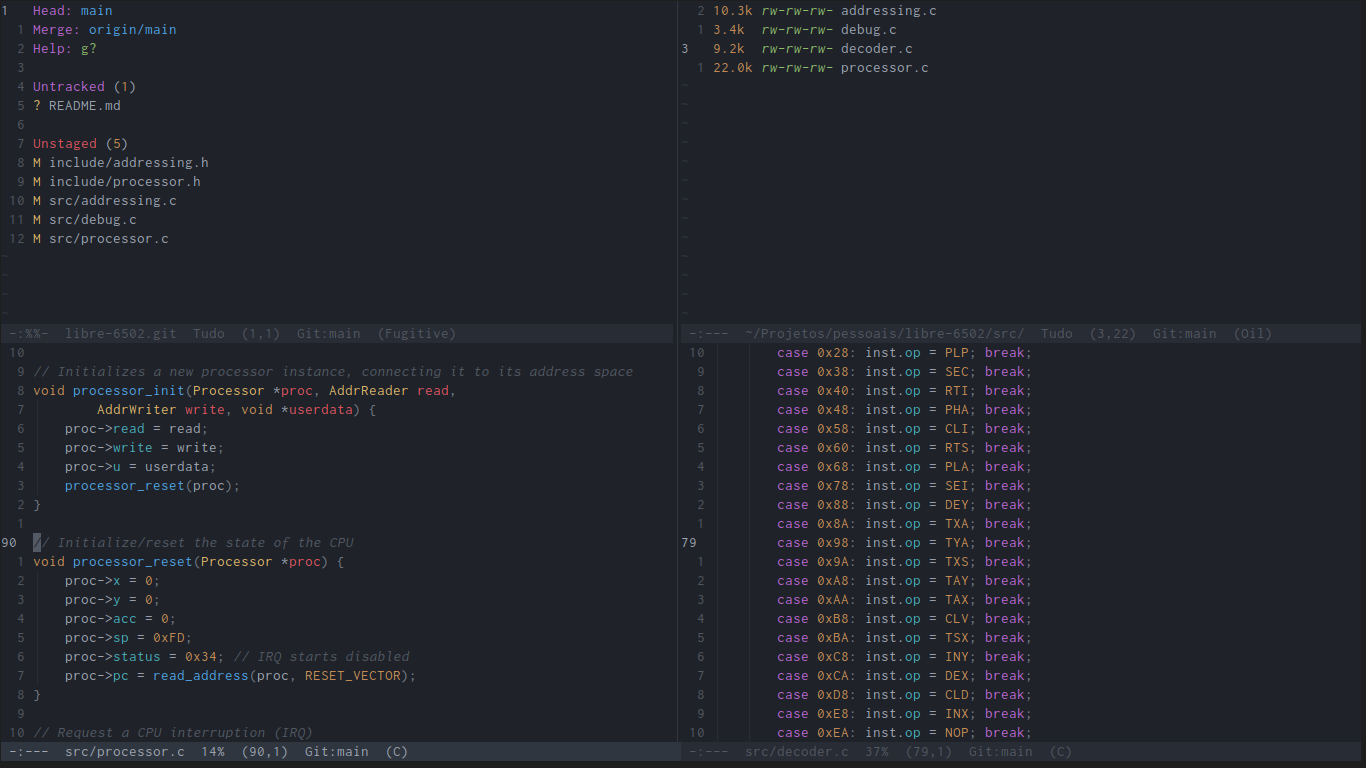 1 Head: main
1 Merge: origin/main
2 Help: g?
3
4 Untracked (1)
5 ? README.md
6
7 Unstaged (5)
8 M include/addressing.h
9 M include/processor.h
10 M src/addressing.c
11 M src/debug.c
12 M src/processor.c
~
~
~
~
-:%%- libre-6502.git Tudo (1,1) Git:main (Fugitive)
2 10.3k rw-rw-rw- addressing.c
1 3.4k rw-rw-rw- debug.c
3 9.2k rw-rw-rw- decoder.c
1 22.0k rw-rw-rw- processor.c
~
~
~
~
~
~
~
~
~
~
~
~
~
-:--- ~/Projetos/pessoais/libre-6502/src/ Tudo (3,22) Git:main (Oil)
10
9 // Initializes a new processor instance, connecting it to its address space
8 void processor_init(Processor *proc, AddrReader read,
7         AddrWriter write, void *userdata) {
6     proc->read = read;
5     proc->write = write;
4     proc->u = userdata;
3     processor_reset(proc);
2 }
1
90 // Initialize/reset the state of the CPU
1 void processor_reset(Processor *proc) {
2     proc->x = 0;
3     proc->y = 0;
4     proc->acc = 0;
5     proc->sp = 0xFD;
6     proc->status = 0x34; // IRQ starts disabled
7     proc->pc = read_address(proc, RESET_VECTOR);
8 }
9
10 // Request a CPU interruption (IRQ)
-:--- src/processor.c 14% (90,1) Git:main (C)
10 case 0x28: inst.op = PLP; break;
9 case 0x38: inst.op = SEC; break;
8 case 0x40: inst.op = RTI; break;
7 case 0x48: inst.op = PHA; break;
6 case 0x58: inst.op = CLI; break;
5 case 0x60: inst.op = RTS; break;
4 case 0x68: inst.op = PLA; break;
3 case 0x78: inst.op = SEI; break;
2 case 0x88: inst.op = DEY; break;
1 case 0x8A: inst.op = TXA; break;
79 case 0x98: inst.op = TYA; break;
1 case 0x9A: inst.op = TXS; break;
2 case 0xA8: inst.op = TAY; break;
3 case 0xAA: inst.op = TAX; break;
4 case 0xB8: inst.op = CLV; break;
5 case 0xBA: inst.op = TSX; break;
6 case 0xC8: inst.op = INY; break;
7 case 0xCA: inst.op = DEX; break;
8 case 0xD8: inst.op = CLD; break;
9 case 0xE8: inst.op = INX; break;
10 case 0xEA: inst.op = NOP; break;
-:--- src/decoder.c 37% (79,1) Git:main (C)